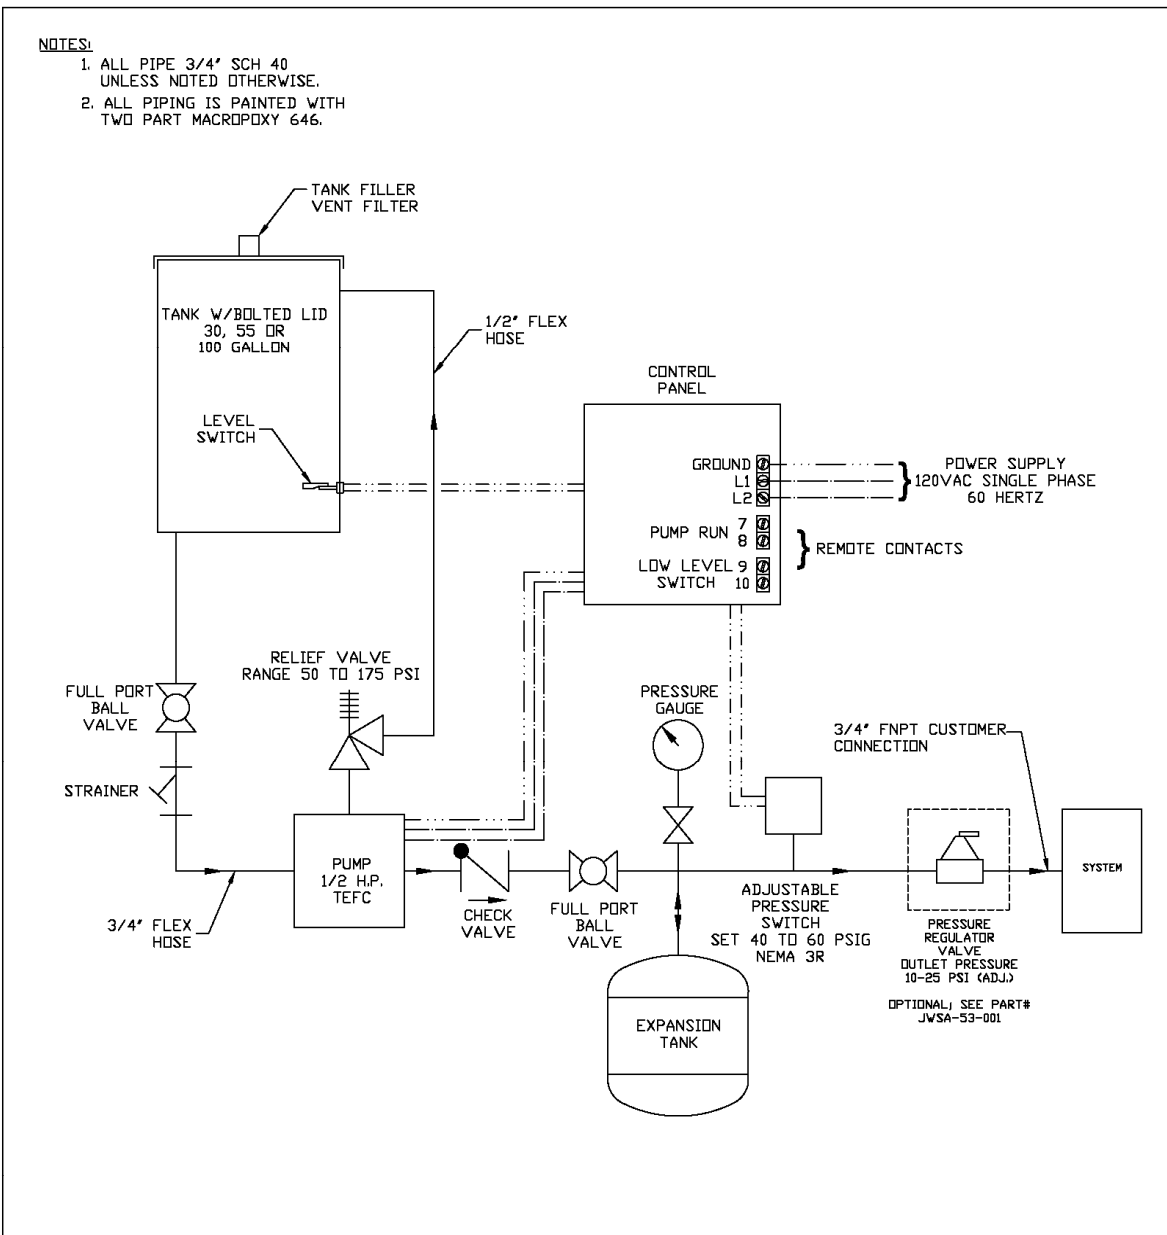 NOTES:
1. ALL PIPE 3/4" SCH 40
UNLESS NOTED OTHERWISE.
2. ALL PIPING IS PAINTED WITH
TWO PART MACROPOXY 646.
TANK FILLER
VENT FILTER
TANK W/BOLTED LID
30, 55 OR
100 GALLON
1/2" FLEX
HOSE
LEVEL
SWITCH
CONTROL
PANEL
GROUND
L1
L2
POWER SUPPLY
120VAC SINGLE PHASE
60 HERTZ
PUMP RUN
7
8
REMOTE CONTACTS
LOW LEVEL
SWITCH
9
10
RELIEF VALVE
RANGE 50 TO 175 PSI
FULL PORT
BALL
VALVE
STRAINER
3/4" FLEX
HOSE
PUMP
1/2 H.P.
TEFC
CHECK
VALVE
FULL PORT
BALL
VALVE
PRESSURE
GAUGE
EXPANSION
TANK
ADJUSTABLE
PRESSURE
SWITCH
SET 40 TO 60 PSIG
NEMA 3R
3/4" FNPT CUSTOMER
CONNECTION
PRESSURE
REGULATOR
VALVE
OUTLET PRESSURE
10-25 PSI (ADJ.)
OPTIONAL; SEE PART#
JWSA-53-001
SYSTEM